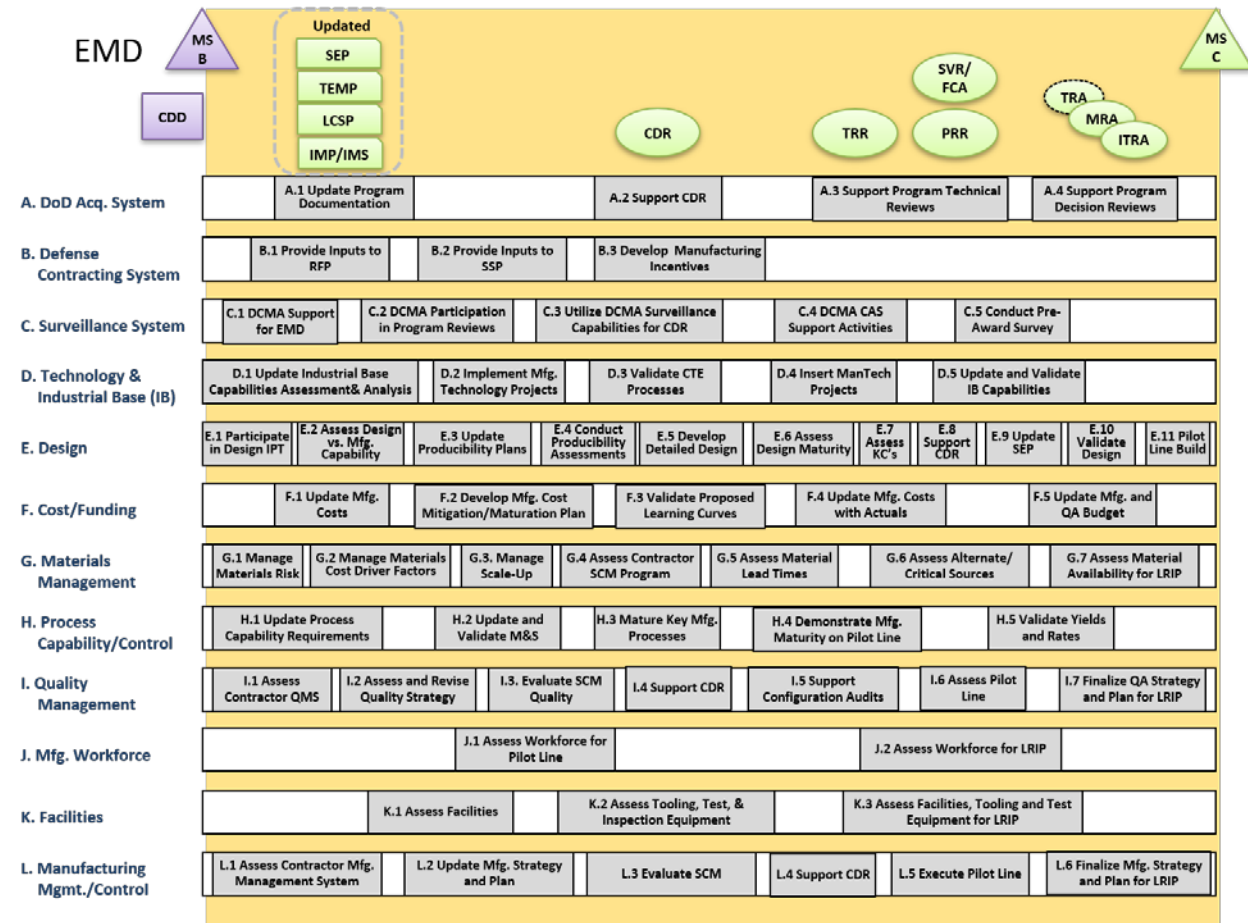 EMD
MS
B
MS
C
CDD
Updated
SEP
TEMP
LCSP
IMP/IMS
CDR
TRR
SVR/
FCA
PRR
TRA
MRA
ITRA
A. DoD Acq. System
A.1 Update Program
Documentation
A.2 Support CDR
A.3 Support Program Technical
Reviews
A.4 Support Program
Decision Reviews
B. Defense
Contracting System
B.1 Provide Inputs to
RFP
B.2 Provide Inputs to
SSP
B.3 Develop Manufacturing
Incentives
C. Surveillance System
C.1 DCMA Support
for EMD
C.2 DCMA Participation
in Program Reviews
C.3 Utilize DCMA Surveillance
Capabilities for CDR
C.4 DCMA CAS
Support Activities
C.5 Conduct Pre-
Award Survey
D. Technology &
Industrial Base (IB)
D.1 Update Industrial Base
Capabilities Assessment& Analysis
D.2 Implement Mfg.
Technology Projects
D.3 Validate CTE
Processes
D.4 Insert ManTech
Projects
D.5 Update and Validate
IB Capabilities
E. Design
E.1 Participate
in Design IPT
E.2 Assess Design
vs. Mfg.
Capability
E.3 Update
Producibility Plans
E.4 Conduct
Producibility
Assessments
E.5 Develop
Detailed Design
E.6 Assess
Design Maturity
E.7
Assess
KC's
E.8
Support
CDR
E.9 Update
SEP
E.10
Validate
Design
E.11 Pilot
Line Build
F. Cost/Funding
F.1 Update Mfg.
Costs
F.2 Develop Mfg. Cost
Mitigation/Maturation Plan
F.3 Validate Proposed
Learning Curves
F.4 Update Mfg. Costs
with Actuals
F.5 Update Mfg. and
QA Budget
G. Materials
Management
G.1 Manage
Materials Risk
G.2 Manage Materials
Cost Driver Factors
G.3. Manage
Scale-Up
G.4 Assess Contractor
SCM Program
G.5 Assess Material
Lead Times
G.6 Assess Alternate/
Critical Sources
G.7 Assess Material
Availability for LRIP
H. Process
Capability/Control
H.1 Update Process
Capability Requirements
H.2 Update and
Validate M&S
H.3 Mature Key Mfg.
Processes
H.4 Demonstrate Mfg.
Maturity on Pilot Line
H.5 Validate Yields
and Rates
I. Quality
Management
I.1 Assess
Contractor QMS
I.2 Assess and Revise
Quality Strategy
I.3. Evaluate SCM
Quality
I.4 Support CDR
I.5 Support
Configuration Audits
I.6 Assess Pilot
Line
I.7 Finalize QA Strategy
and Plan for LRIP
J. Mfg. Workforce
J.1 Assess Workforce for
Pilot Line
J.2 Assess Workforce for LRIP
K. Facilities
K.1 Assess Facilities
K.2 Assess Tooling, Test, &
Inspection Equipment
K.3 Assess Facilities, Tooling and Test
Equipment for LRIP
L. Manufacturing
Mgmt./Control
L.1 Assess Contractor Mfg.
Management System
L.2 Update Mfg. Strategy
and Plan
L.3 Evaluate SCM
L.4 Support CDR
L.5 Execute Pilot Line
L.6 Finalize Mfg. Strategy
and Plan for LRIP